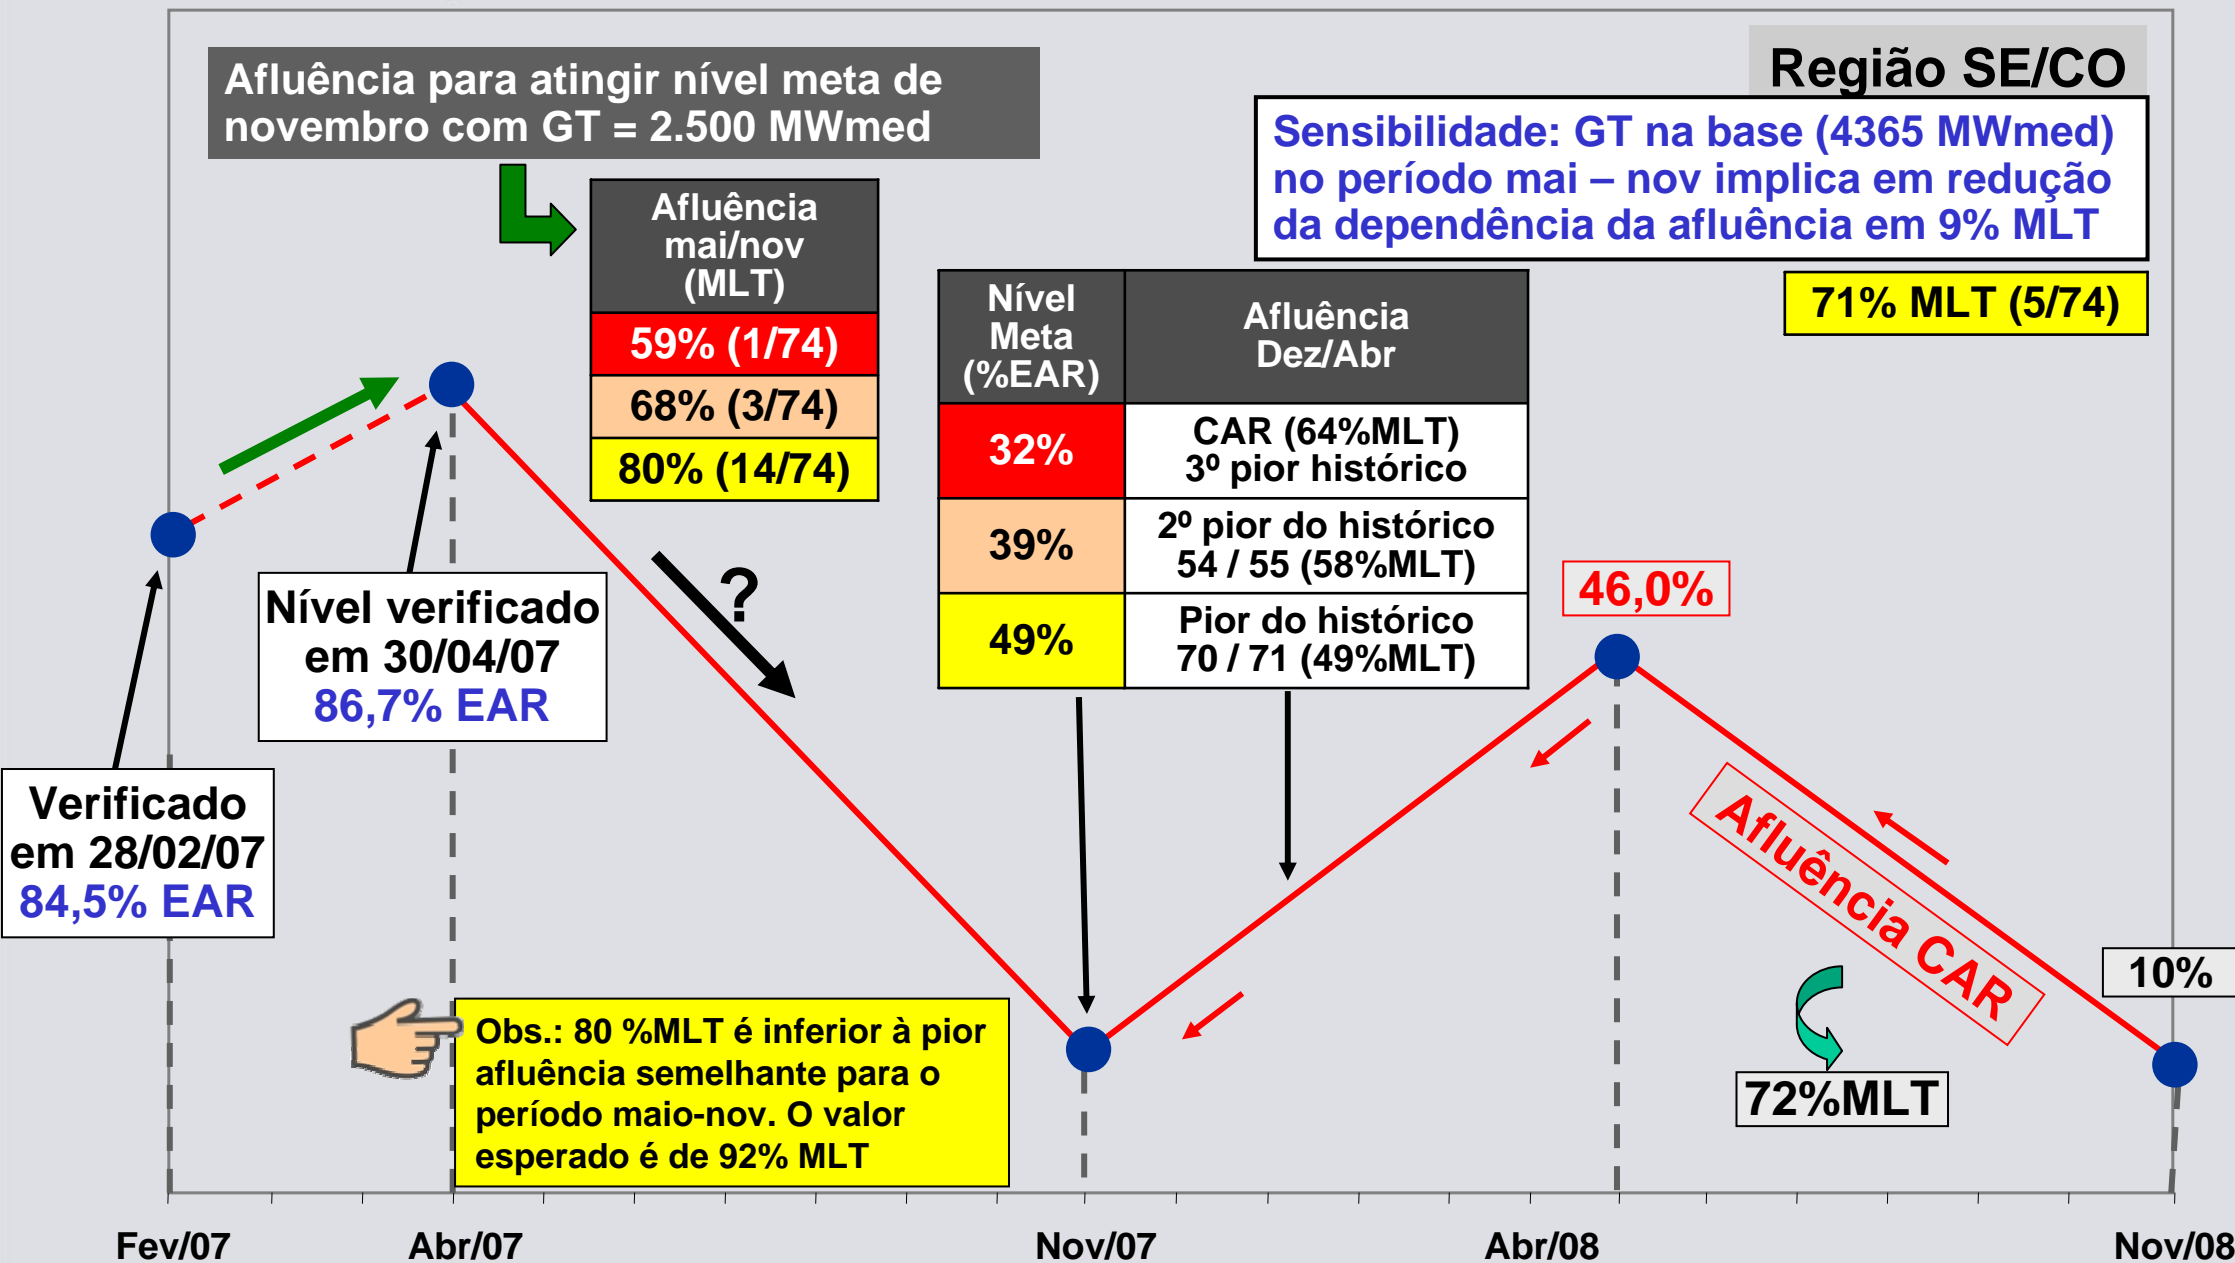 Região SE/CO
Afluência para atingir nível meta de
novembro com GT = 2.500 MWmed
Sensibilidade: GT na base (4365 MWmed)
no período mai – nov implica em redução
da dependência da afluência em 9% MLT
71% MLT (5/74)
Afluência
mai/nov
(MLT)
59% (1/74)
68% (3/74)
80% (14/74)
Nível
Meta
(%EAR)
Afluência
Dez/Abr
32%
CAR (64%MLT)
3º pior histórico
39%
2º pior do histórico
54 / 55 (58%MLT)
49%
Pior do histórico
70 / 71 (49%MLT)
?
46,0%
Nível verificado
em 30/04/07
86,7% EAR
Verificado
em 28/02/07
84,5% EAR
Afluência CAR
10%
72%MLT
Obs.: 80 %MLT é inferior à pior
afluência semelhante para o
período maio-nov. O valor
esperado é de 92% MLT
Fev/07
Abr/07
Nov/07
Abr/08
Nov/08